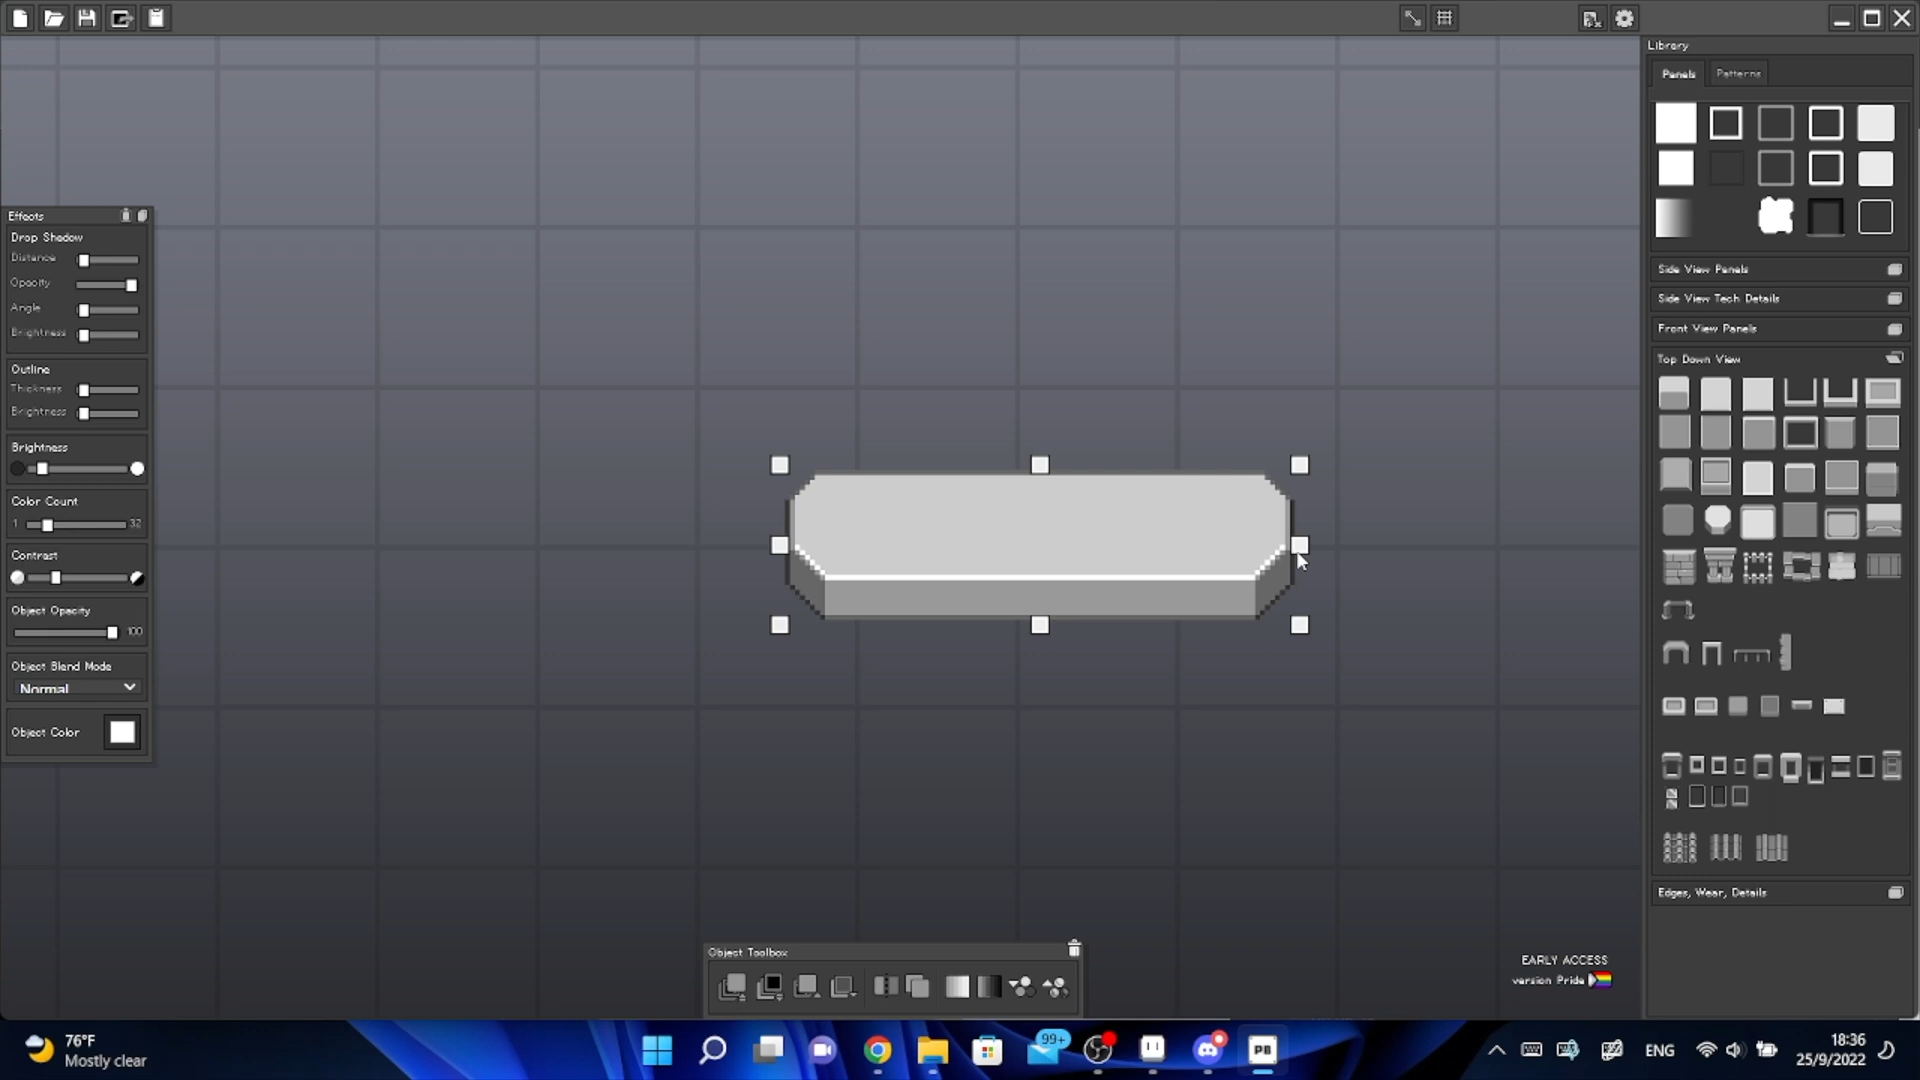 Library
Panels
Patterns
Effects
Drop Shadow
Distance
Opacity
Angle
Brightness
Outline
Thickness
Brightness
Brightness
Color Count
1
32
Contrast
Object Opacity
100
Object Blend Mode
Normal
Object Color
Side View Panels
Side View Tech Details
Front View Panels
Top Down View
Edges, Wear, Details
Object Toolbox
EARLY ACCESS
version Pride
76°F
Mostly clear
99+
PB
ENG
18:36
25/9/2022